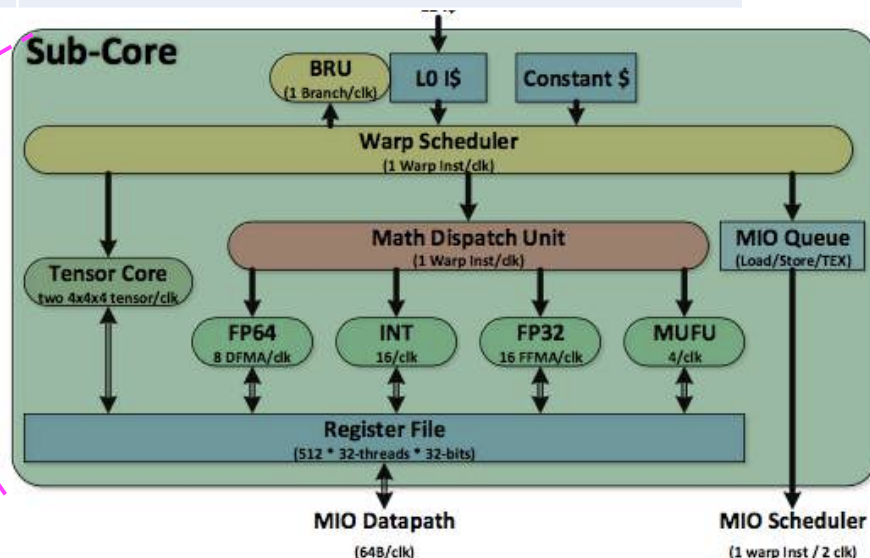 Sub-Core
BRU
(1 Branch/clk)
L0 I$
Constant $
Warp Scheduler
(1 Warp Inst/clk)
Math Dispatch Unit
(1 Warp Inst/clk)
MIO Queue
(Load/Store/TEX)
Tensor Core
two 4x4x4 tensor/clk
FP64
8 DFMA/clk
INT
16/clk
FP32
16 FFMA/clk
MUFU
4/clk
Register File
(512 * 32-threads * 32-bits)
MIO Datapath
(64B/clk)
MIO Scheduler
(1 warp Inst / 2 clk)